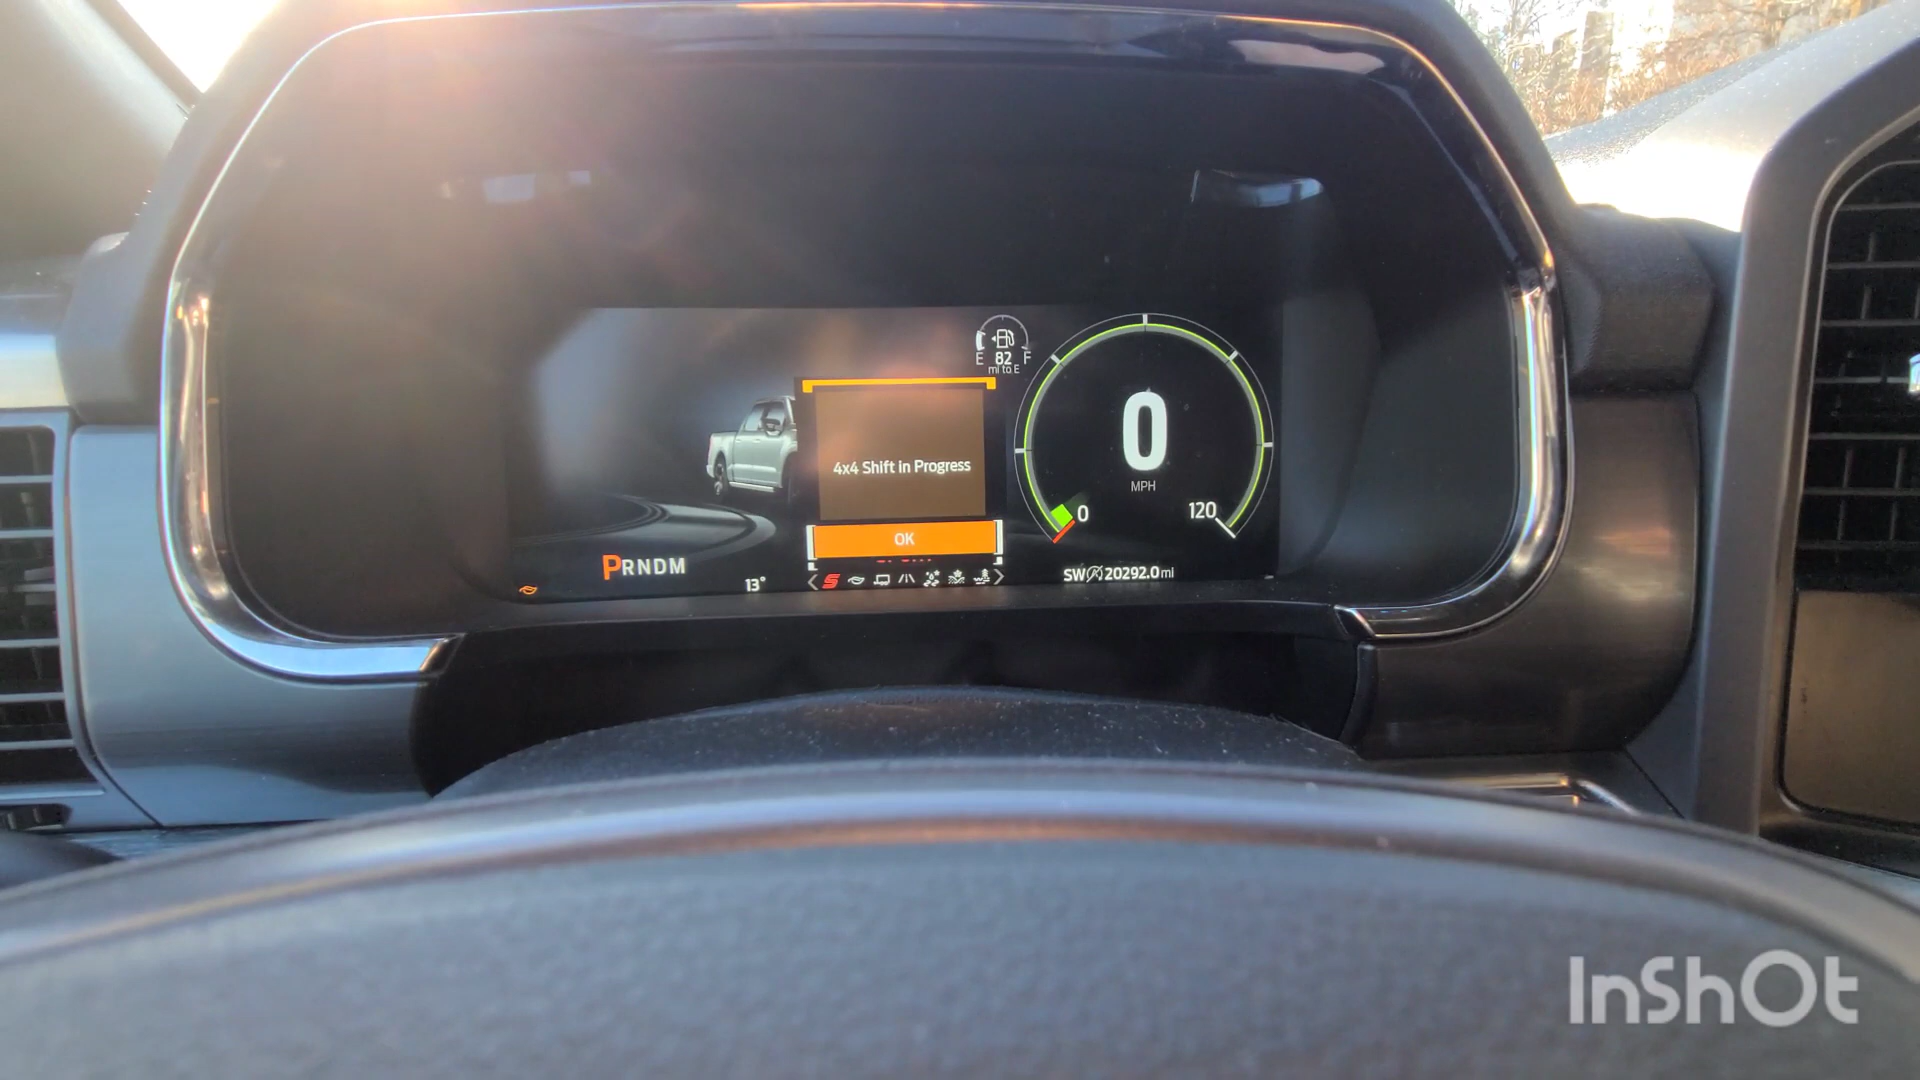 E 82 F
mi to E
4x4 Shift in Progress
OK
0
MPH
0
120
PRNDM
13°
S
SW 20292.0 mi
InShOt